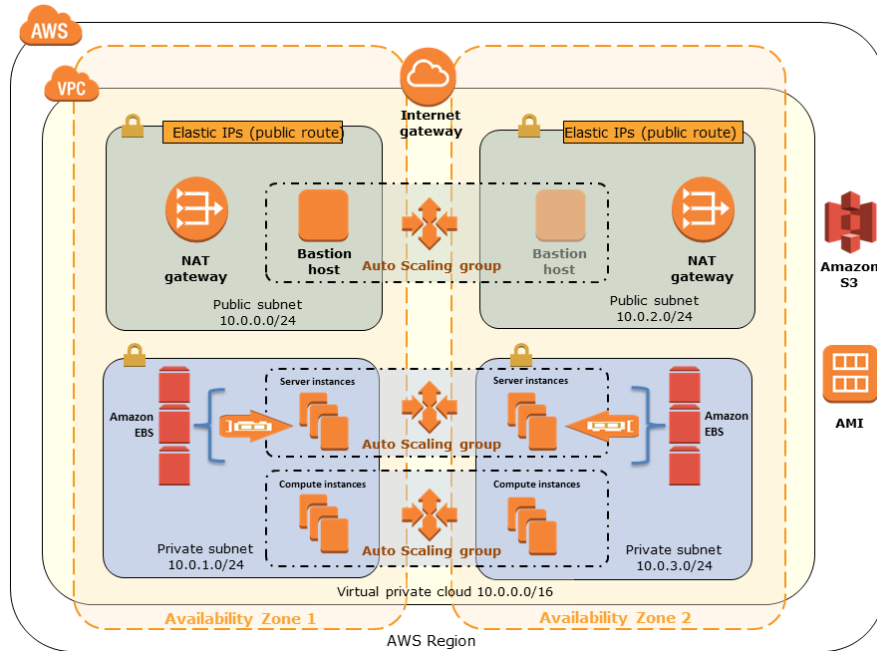 AWS
VPC
Internet
gateway
Elastic IPs (public route)
Elastic IPs (public route)
NAT
gateway
Bastion
host
Auto Scaling group
Bastion
host
NAT
gateway
Public subnet
10.0.0.0/24
Public subnet
10.0.2.0/24
Amazon
S3
Server instances
Server instances
Amazon
EBS
Auto Scaling group
Amazon
EBS
AMI
Compute instances
Compute instances
Auto Scaling group
Private subnet
10.0.1.0/24
Private subnet
10.0.3.0/24
Virtual private cloud 10.0.0.0/16
Availability Zone 1
Availability Zone 2
AWS Region